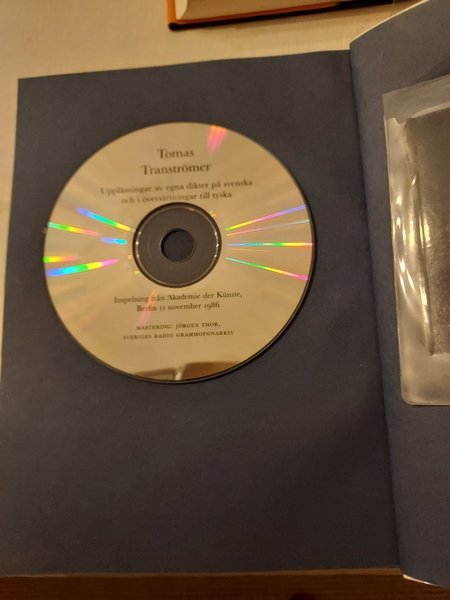 Tomas
Tranströmer
Uppläsningar av egna dikter på svenska
och i översättningar till tyska
Inspelning från Akademie der Künste,
Berlin 11 november 1986
MASTERING: JÖRGEN THOR,
SVERIGES RADIO GRAMMOFONARKIV